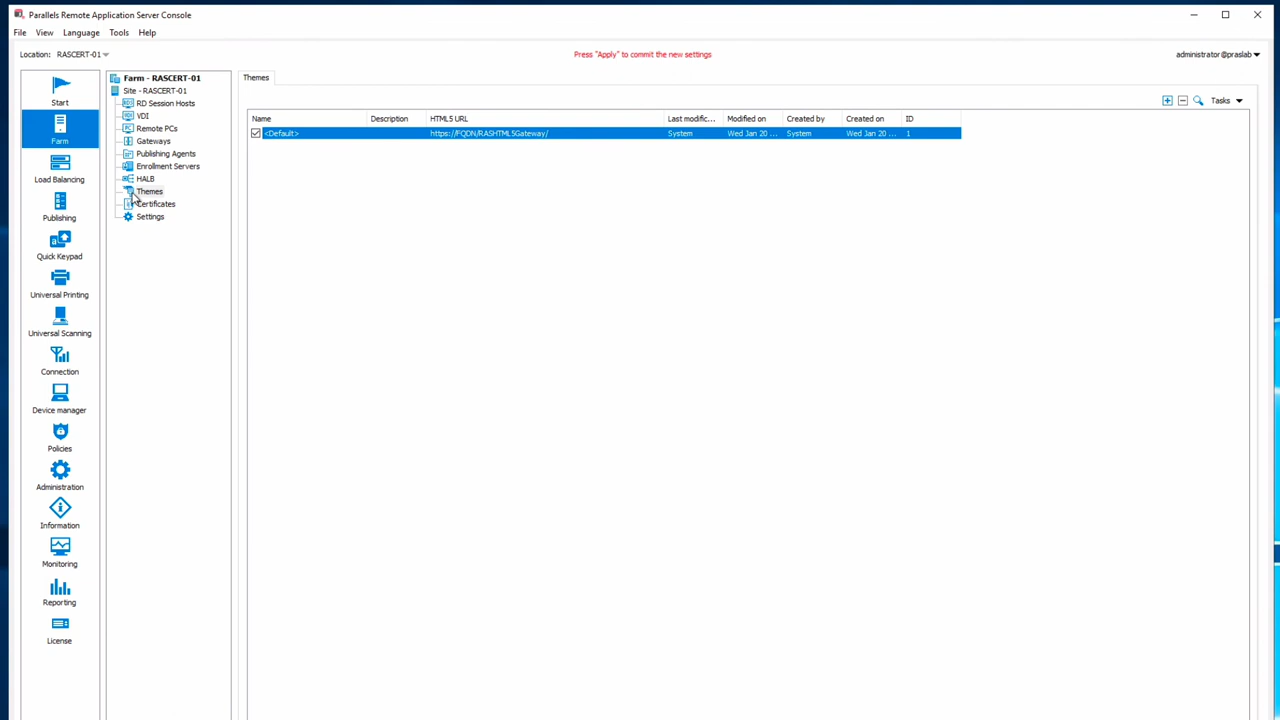 Parallels Remote Application Server Console
File View Language Tools Help
Location: RASCERT-01
Press "Apply" to commit the new settings
administrator@praslab
Start
Farm
Load Balancing
Publishing
Quick Keypad
Universal Printing
Universal Scanning
Connection
Device manager
Policies
Administration
Information
Monitoring
Reporting
License
Farm - RASCERT-01
Site - RASCERT-01
RD Session Hosts
VDI
Remote PCs
Gateways
Publishing Agents
Enrollment Servers
HALB
Themes
Certificates
Settings
Themes
Tasks
Name Description HTML5 URL Last modific... Modified on Created by Created on ID
<Default> https://FQDN/RASHTML5Gateway/ System Wed Jan 20 ... System Wed Jan 20 ... 1